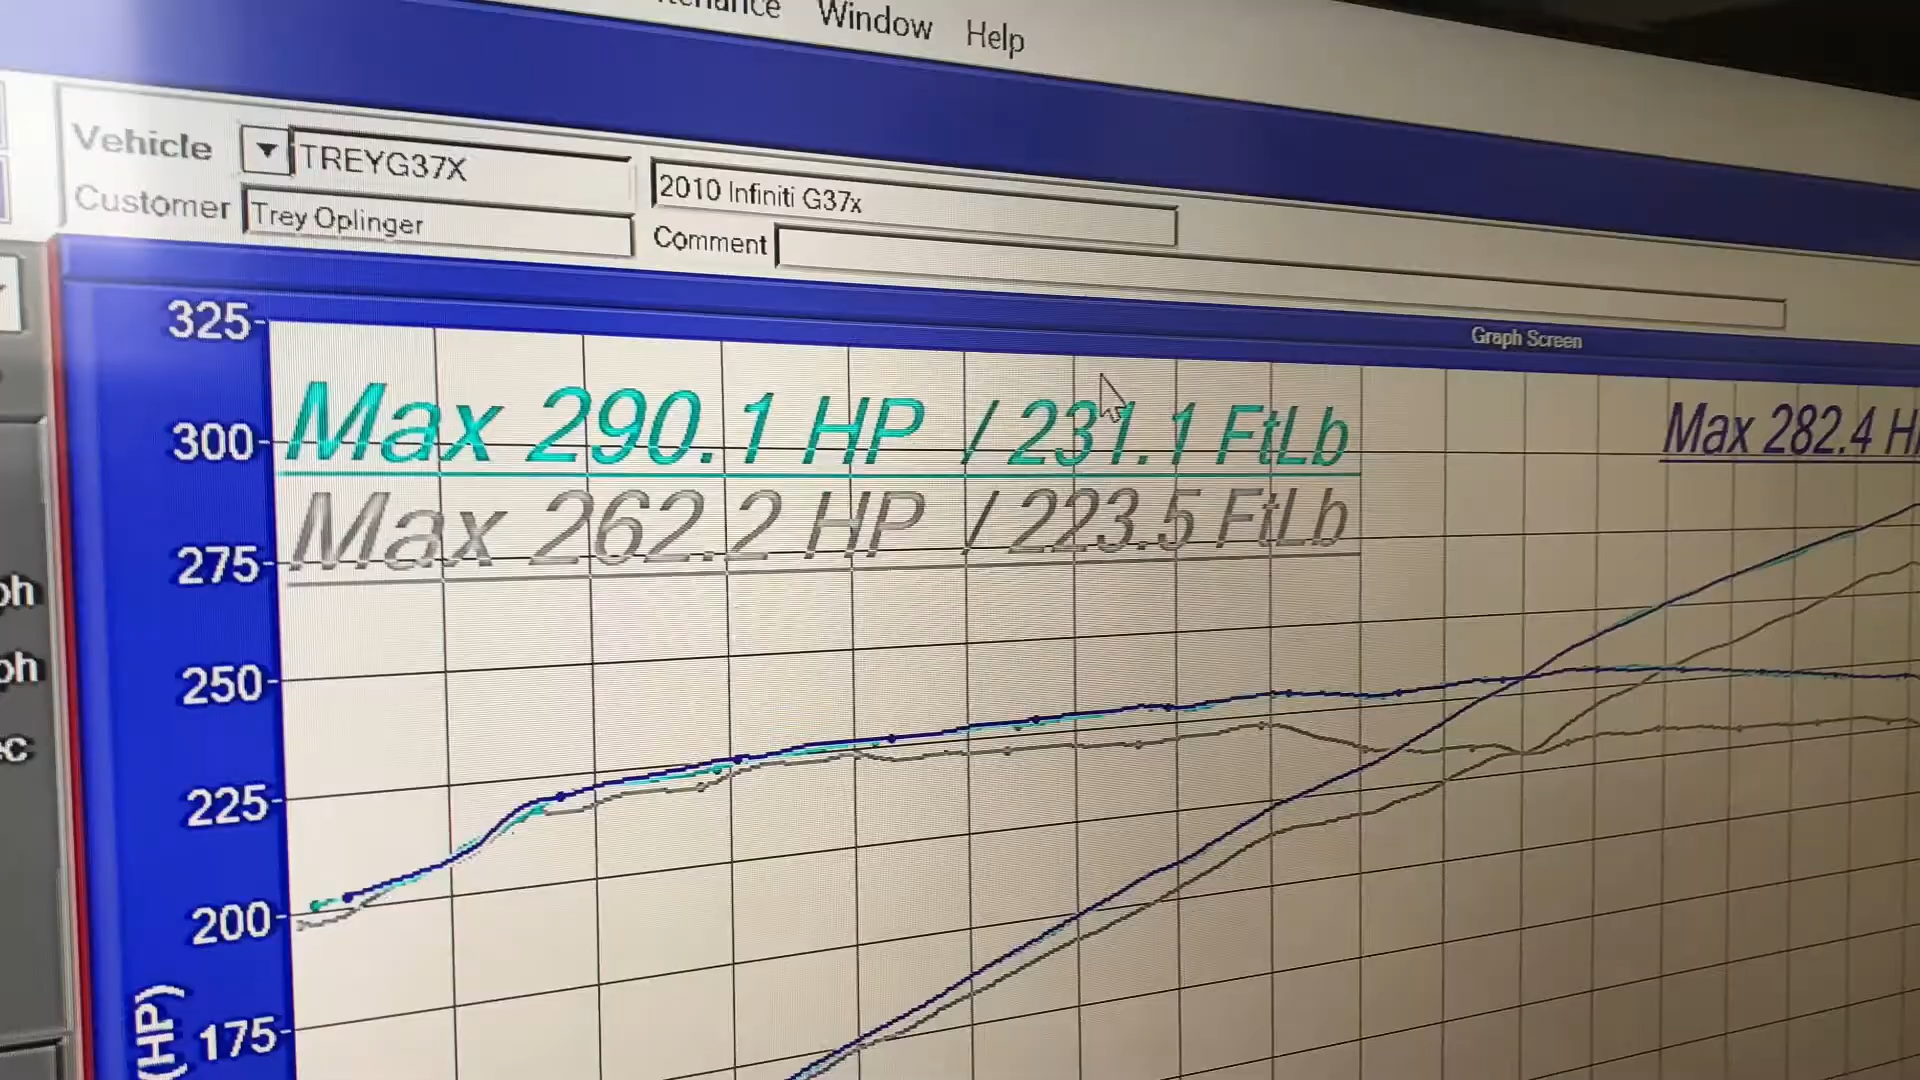 Window Help
Vehicle TREYG37X 2010 Infiniti G37x
Customer Trey Oplinger Comment
Graph Screen
325
Max 290.1 HP / 231.1 FtLb
Max 282.4
300
Max 262.2 HP / 223.5 FtLb
275
250
225
200
175
(HP)